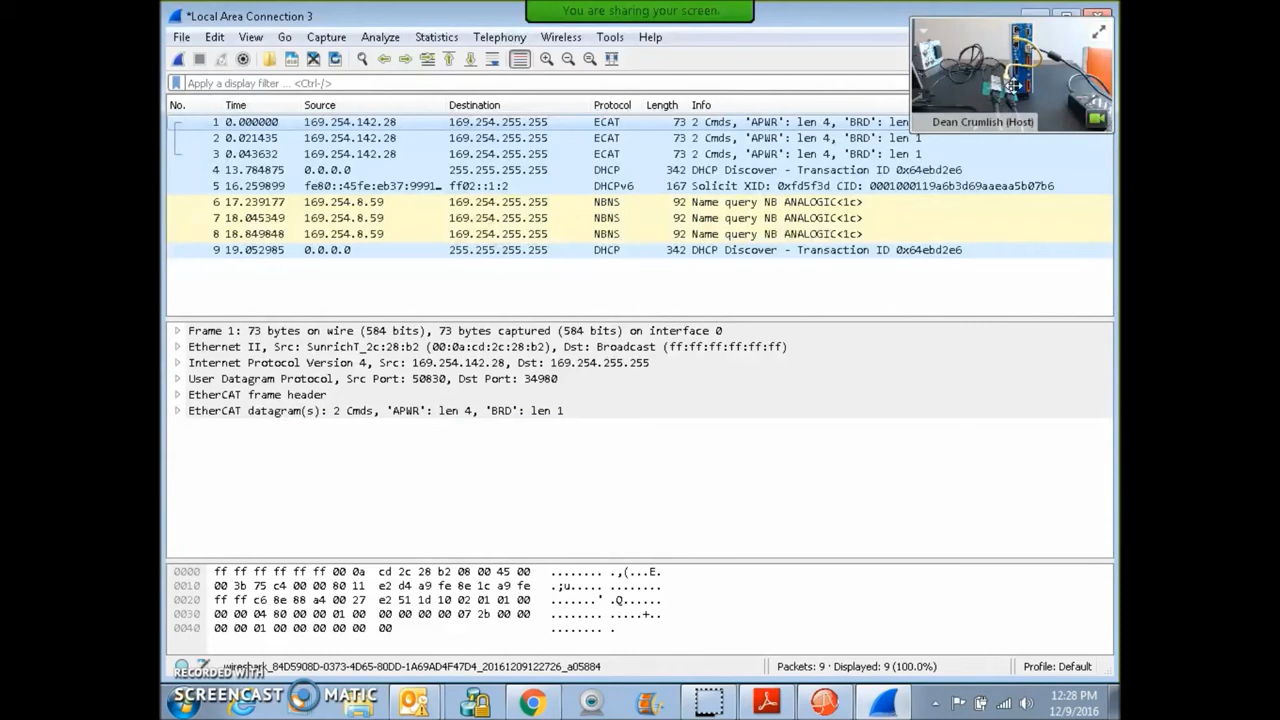 You are sharing your screen.
*Local Area Connection 3
File Edit View Go Capture Analyze Statistics Telephony Wireless Tools Help
Apply a display filter ... <Ctrl-/>
No. Time Source Destination Protocol Length Info
1 0.000000 169.254.142.28 169.254.255.255 ECAT 73 2 Cmds, 'APWR': len 4, 'BRD': len
2 0.021435 169.254.142.28 169.254.255.255 ECAT 73 2 Cmds, 'APWR': len 4, 'BRD': len 1
3 0.043632 169.254.142.28 169.254.255.255 ECAT 73 2 Cmds, 'APWR': len 4, 'BRD': len 1
4 13.784875 0.0.0.0 255.255.255.255 DHCP 342 DHCP Discover - Transaction ID 0x64ebd2e6
5 16.259899 fe80::45fe:eb37:9991… ff02::1:2 DHCPv6 167 Solicit XID: 0xfd5f3d CID: 0001000119a6b3d69aaeaa5b07b6
6 17.239177 169.254.8.59 169.254.255.255 NBNS 92 Name query NB ANALOGIC<1c>
7 18.045349 169.254.8.59 169.254.255.255 NBNS 92 Name query NB ANALOGIC<1c>
8 18.849848 169.254.8.59 169.254.255.255 NBNS 92 Name query NB ANALOGIC<1c>
9 19.052985 0.0.0.0 255.255.255.255 DHCP 342 DHCP Discover - Transaction ID 0x64ebd2e6
Dean Crumlish (Host)
Frame 1: 73 bytes on wire (584 bits), 73 bytes captured (584 bits) on interface 0
Ethernet II, Src: SunrichT_2c:28:b2 (00:0a:cd:2c:28:b2), Dst: Broadcast (ff:ff:ff:ff:ff:ff)
Internet Protocol Version 4, Src: 169.254.142.28, Dst: 169.254.255.255
User Datagram Protocol, Src Port: 50830, Dst Port: 34980
EtherCAT frame header
EtherCAT datagram(s): 2 Cmds, 'APWR': len 4, 'BRD': len 1
0000 ff ff ff ff ff ff 00 0a cd 2c 28 b2 08 00 45 00 ........ .,(...E.
0010 00 3b 75 c4 00 00 80 11 e2 d4 a9 fe 8e 1c a9 fe .;u..... ........
0020 ff ff c6 8e 88 a4 00 27 e2 51 1d 10 02 01 01 00 .......' .Q......
0030 00 00 04 80 00 00 01 00 00 00 00 00 07 2b 00 00 ........ .....+..
0040 00 00 01 00 00 00 00 00 00 ........ .
wireshark_84D5908D-0373-4D65-80DD-1A69AD4F47D4_20161209122726_a05884
Packets: 9 · Displayed: 9 (100.0%)
Profile: Default
RECORDED WITH
SCREENCAST MATIC
12:28 PM
12/9/2016